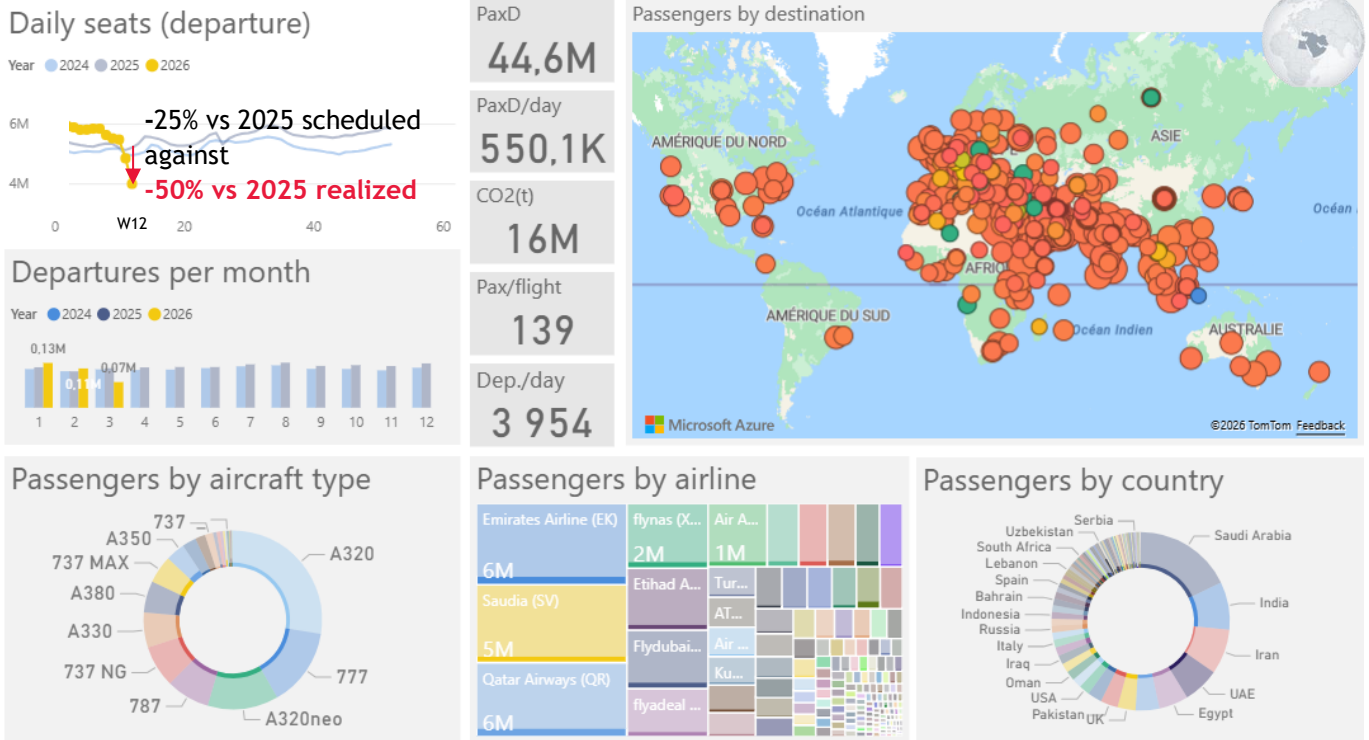 Daily seats (departure)
Year 2024 2025 2026
6M
4M
-25% vs 2025 scheduled
against
-50% vs 2025 realized
0 W12 20 40 60
Departures per month
Year 2024 2025 2026
0,13M
0,11M
0,07M
1 2 3 4 5 6 7 8 9 10 11 12
PaxD
44,6M
PaxD/day
550,1K
CO2(t)
16M
Pax/flight
139
Dep./day
3 954
Passengers by destination
AMÉRIQUE DU NORD
ASIE
Océan Atlantique
Océan
AFRIQ
AMÉRIQUE DU SUD
Océan Indien
AUSTRALIE
Microsoft Azure
©2026 TomTom Feedback
Passengers by aircraft type
737
A350
737 MAX
A380
A330
737 NG
787
A320
777
A320neo
Passengers by airline
Emirates Airline (EK)
6M
Saudia (SV)
5M
Qatar Airways (QR)
6M
flynas (X...
2M
Etihad A...
Flydubai...
flyadeal ...
Air A...
1M
Tur...
AT...
Air ...
Ku...
Passengers by country
Serbia
Uzbekistan
South Africa
Lebanon
Spain
Bahrain
Indonesia
Russia
Italy
Iraq
Oman
USA
Pakistan
UK
Saudi Arabia
India
Iran
UAE
Egypt